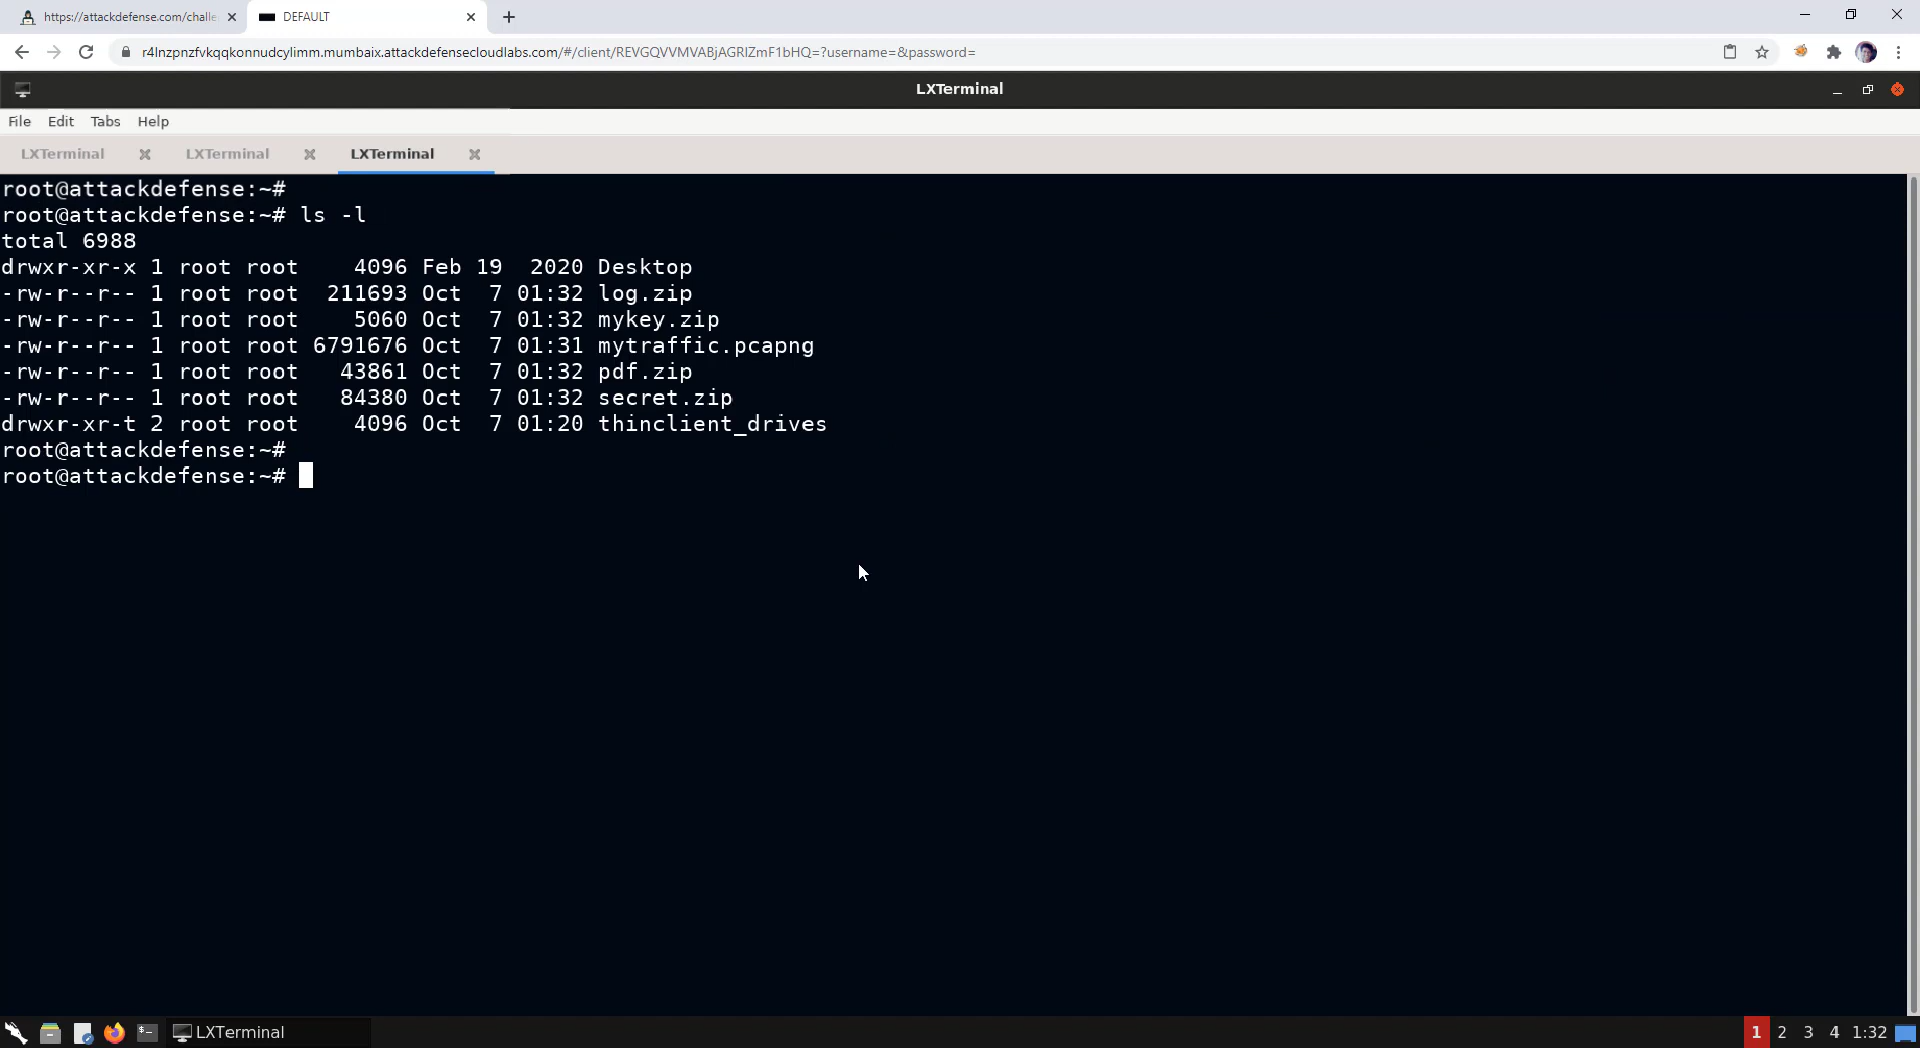 https://attackdefense.com/challe
DEFAULT
r4lnzpnzfvkqqkonnudcylimm.mumbaix.attackdefensecloudlabs.com/#/client/REVGQVVMVABjAGRlZmF1bHQ=?username=&password=
LXTerminal
File Edit Tabs Help
LXTerminal LXTerminal LXTerminal
root@attackdefense:~#
root@attackdefense:~# ls -l
total 6988
drwxr-xr-x 1 root root    4096 Feb 19  2020 Desktop
-rw-r--r-- 1 root root  211693 Oct  7 01:32 log.zip
-rw-r--r-- 1 root root    5060 Oct  7 01:32 mykey.zip
-rw-r--r-- 1 root root 6791676 Oct  7 01:31 mytraffic.pcapng
-rw-r--r-- 1 root root   43861 Oct  7 01:32 pdf.zip
-rw-r--r-- 1 root root   84380 Oct  7 01:32 secret.zip
drwxr-xr-t 2 root root    4096 Oct  7 01:20 thinclient_drives
root@attackdefense:~#
root@attackdefense:~#
LXTerminal 1 2 3 4 1:32